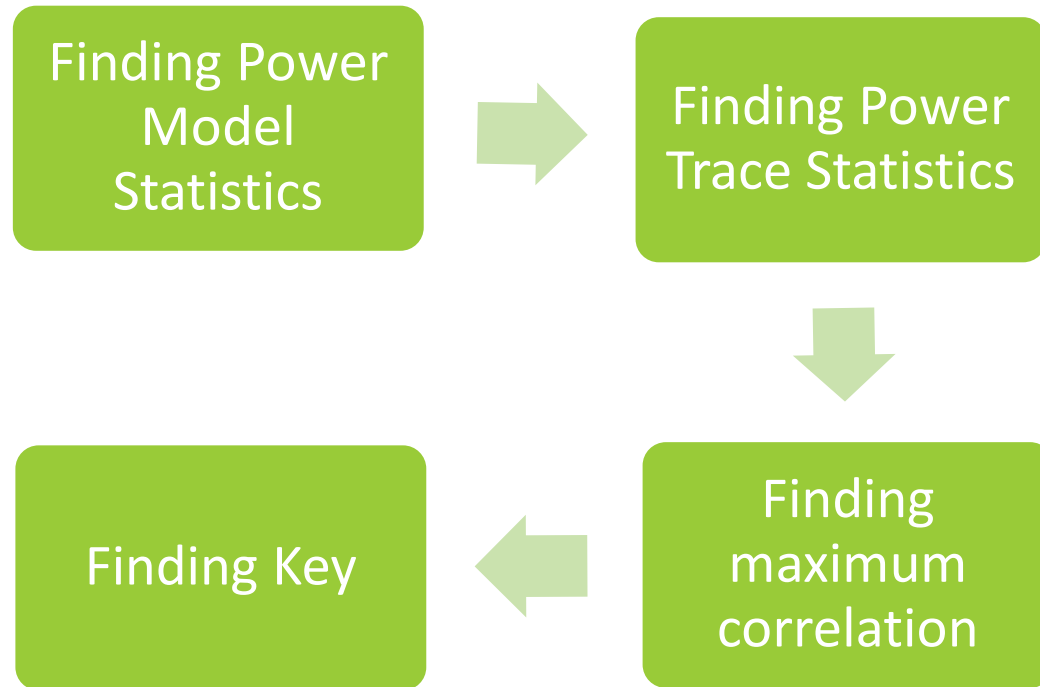 Finding Power
Model
Statistics
Finding Power
Trace Statistics
Finding
maximum
correlation
Finding Key